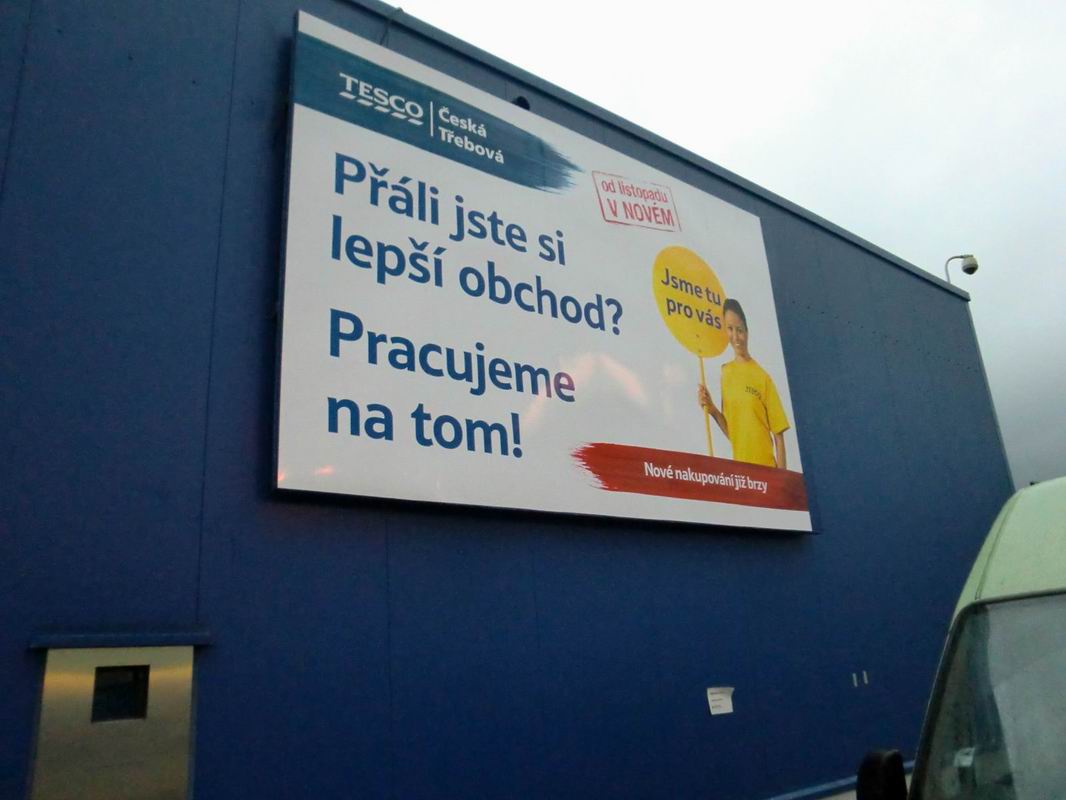 TESCO
Česká
Třebová
od listopadu
V NOVÉM
Přáli jste si
lepší obchod?
Pracujeme
na tom!
Jsme tu
pro vás
TESCO
Nové nakupování již brzy